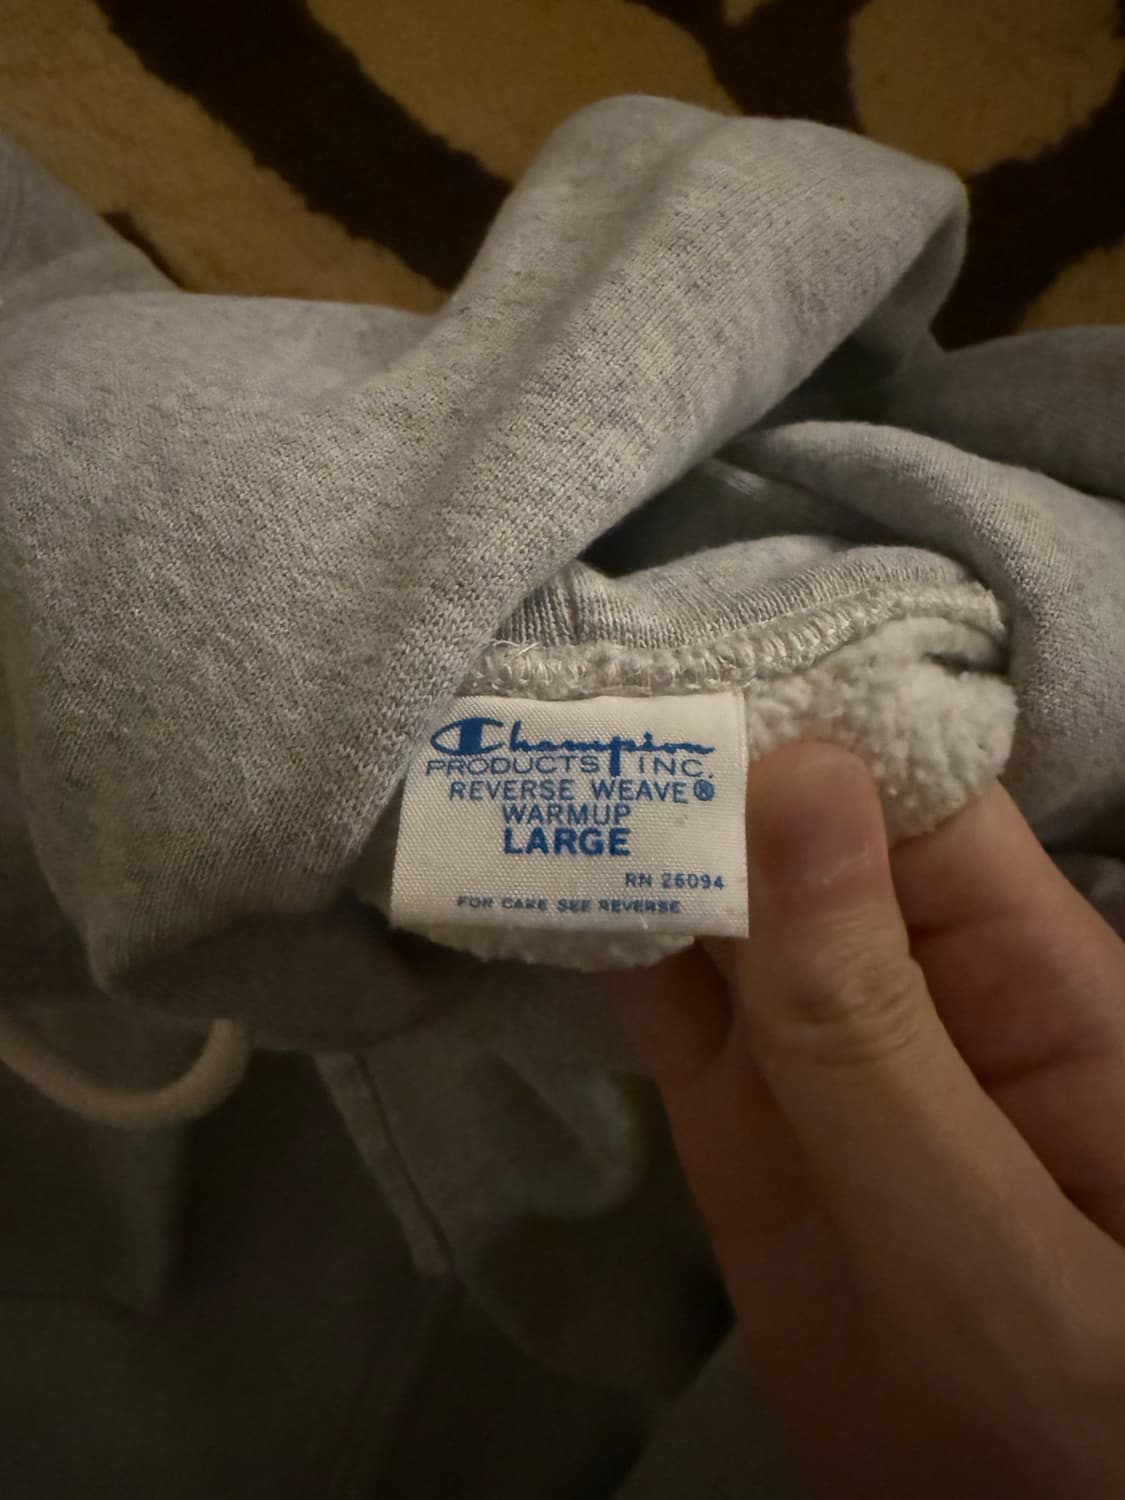 Champion
PRODUCTS INC.
REVERSE WEAVE®
WARMUP
LARGE
RN 26094
FOR CARE SEE REVERSE